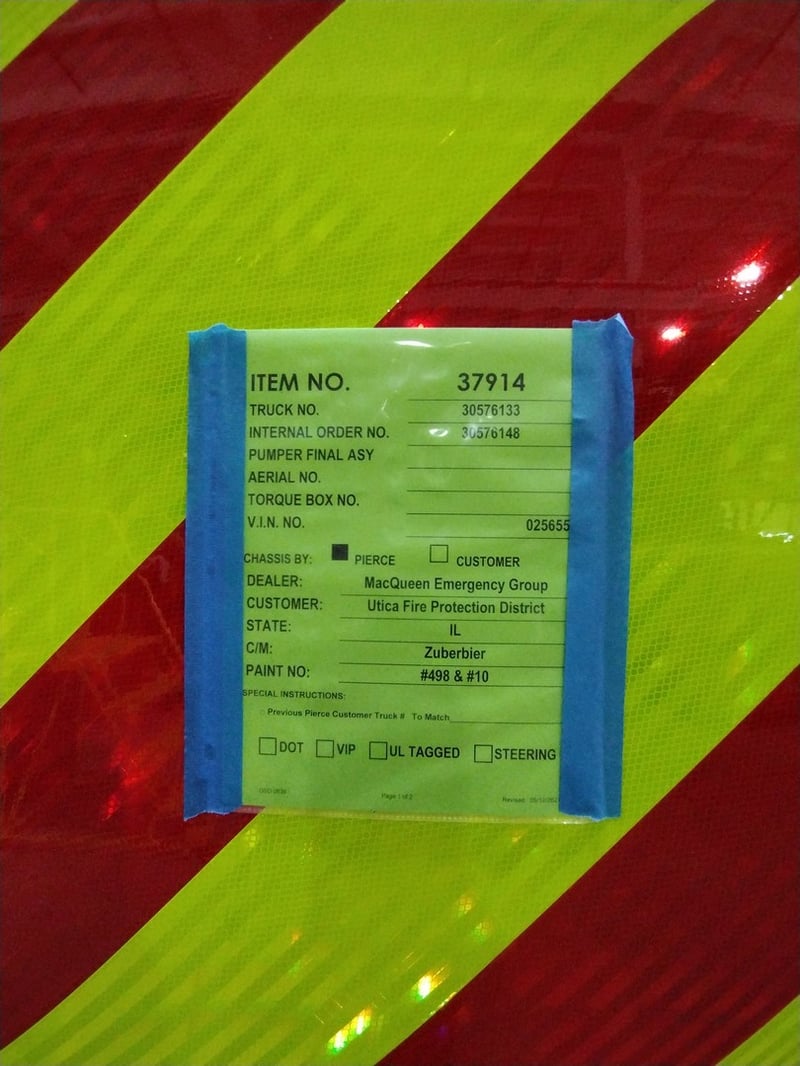 ITEM NO. 37914
TRUCK NO. 30576133
INTERNAL ORDER NO. 30576148
PUMPER FINAL ASY
AERIAL NO.
TORQUE BOX NO.
V.I.N. NO. 025655
CHASSIS BY: PIERCE CUSTOMER
DEALER: MacQueen Emergency Group
CUSTOMER: Utica Fire Protection District
STATE: IL
C/M: Zuberbier
PAINT NO: #498 & #10
SPECIAL INSTRUCTIONS:
Previous Pierce Customer Truck # To Match
DOT VIP UL TAGGED STEERING
Page 1 of 2 Revised: